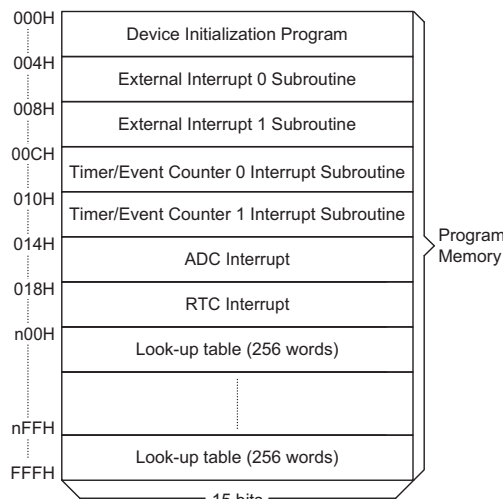 000H
Device Initialization Program
004H
External Interrupt 0 Subroutine
008H
External Interrupt 1 Subroutine
00CH
Timer/Event Counter 0 Interrupt Subroutine
010H
Timer/Event Counter 1 Interrupt Subroutine
014H
ADC Interrupt
018H
RTC Interrupt
n00H
Look-up table (256 words)
nFFH
Look-up table (256 words)
FFFH
Program
Memory
15 bits